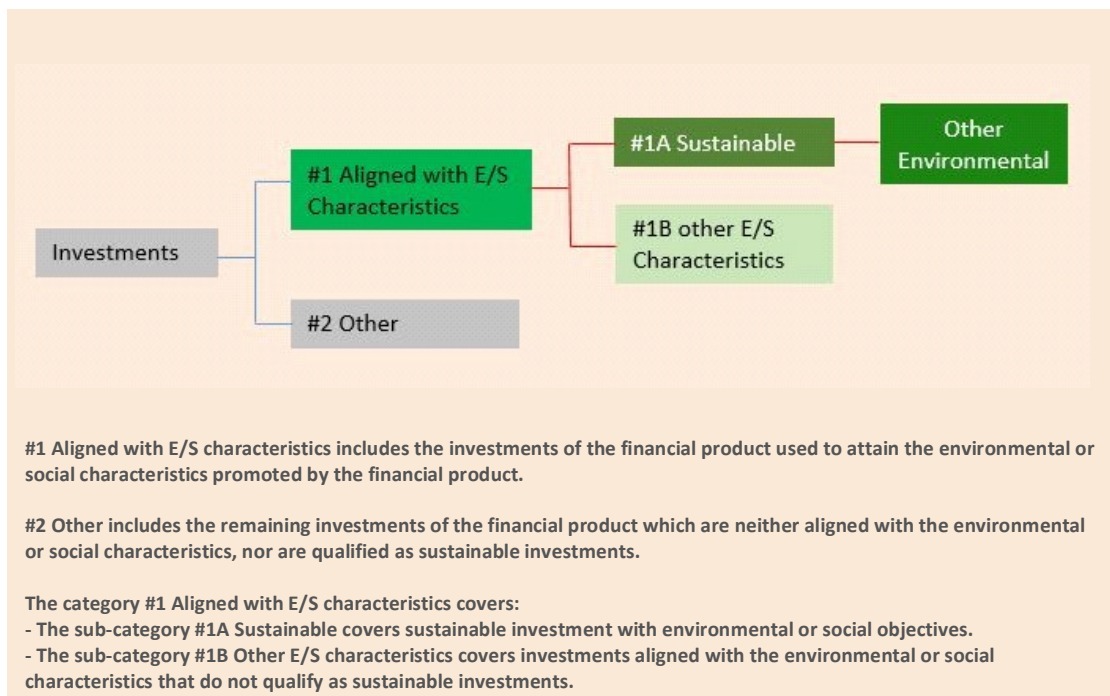 Other
Environmental
#1A Sustainable
#1 Aligned with E/S
Characteristics
#1B other E/S
Characteristics
Investments
#2 Other
#1 Aligned with E/S characteristics includes the investments of the financial product used to attain the environmental or
social characteristics promoted by the financial product.
#2 Other includes the remaining investments of the financial product which are neither aligned with the environmental
or social characteristics, nor are qualified as sustainable investments.
The category #1 Aligned with E/S characteristics covers:
- The sub-category #1A Sustainable covers sustainable investment with environmental or social objectives.
- The sub-category #1B Other E/S characteristics covers investments aligned with the environmental or social
characteristics that do not qualify as sustainable investments.